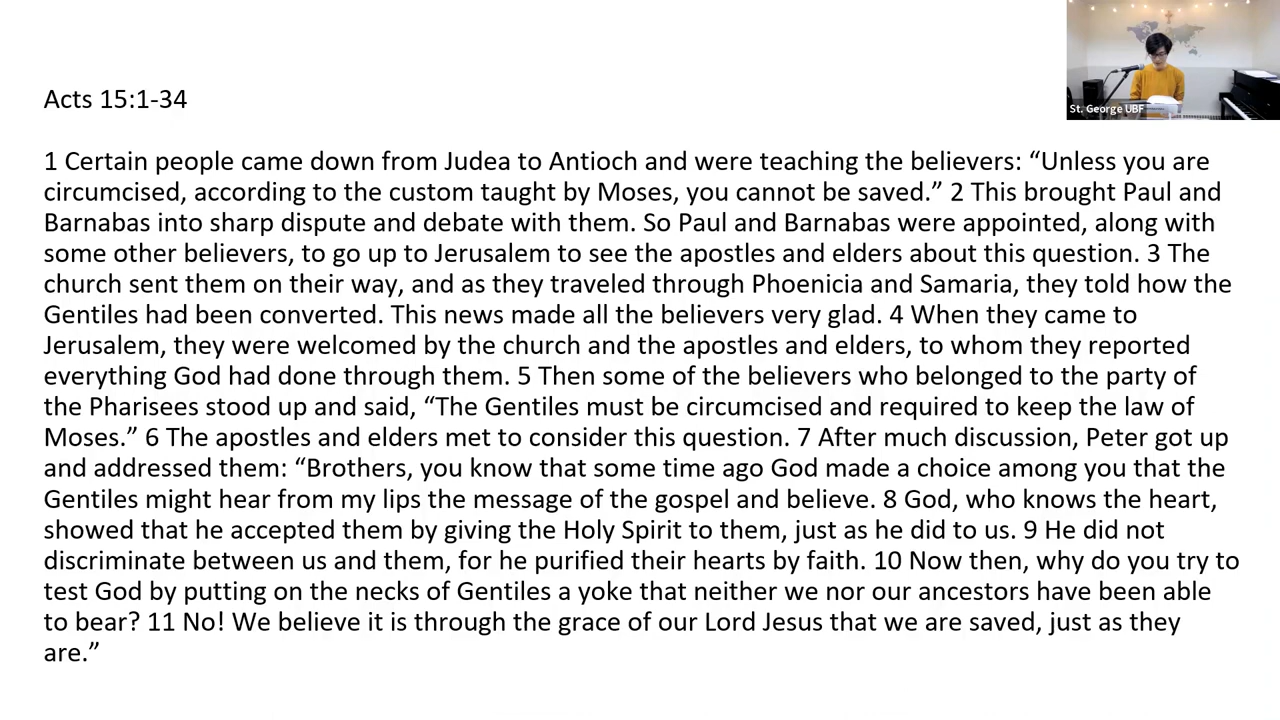 St. George UBF
Acts 15:1-34
1 Certain people came down from Judea to Antioch and were teaching the believers: “Unless you are
circumcised, according to the custom taught by Moses, you cannot be saved.” 2 This brought Paul and
Barnabas into sharp dispute and debate with them. So Paul and Barnabas were appointed, along with
some other believers, to go up to Jerusalem to see the apostles and elders about this question. 3 The
church sent them on their way, and as they traveled through Phoenicia and Samaria, they told how the
Gentiles had been converted. This news made all the believers very glad. 4 When they came to
Jerusalem, they were welcomed by the church and the apostles and elders, to whom they reported
everything God had done through them. 5 Then some of the believers who belonged to the party of
the Pharisees stood up and said, “The Gentiles must be circumcised and required to keep the law of
Moses.” 6 The apostles and elders met to consider this question. 7 After much discussion, Peter got up
and addressed them: “Brothers, you know that some time ago God made a choice among you that the
Gentiles might hear from my lips the message of the gospel and believe. 8 God, who knows the heart,
showed that he accepted them by giving the Holy Spirit to them, just as he did to us. 9 He did not
discriminate between us and them, for he purified their hearts by faith. 10 Now then, why do you try to
test God by putting on the necks of Gentiles a yoke that neither we nor our ancestors have been able
to bear? 11 No! We believe it is through the grace of our Lord Jesus that we are saved, just as they
are.”